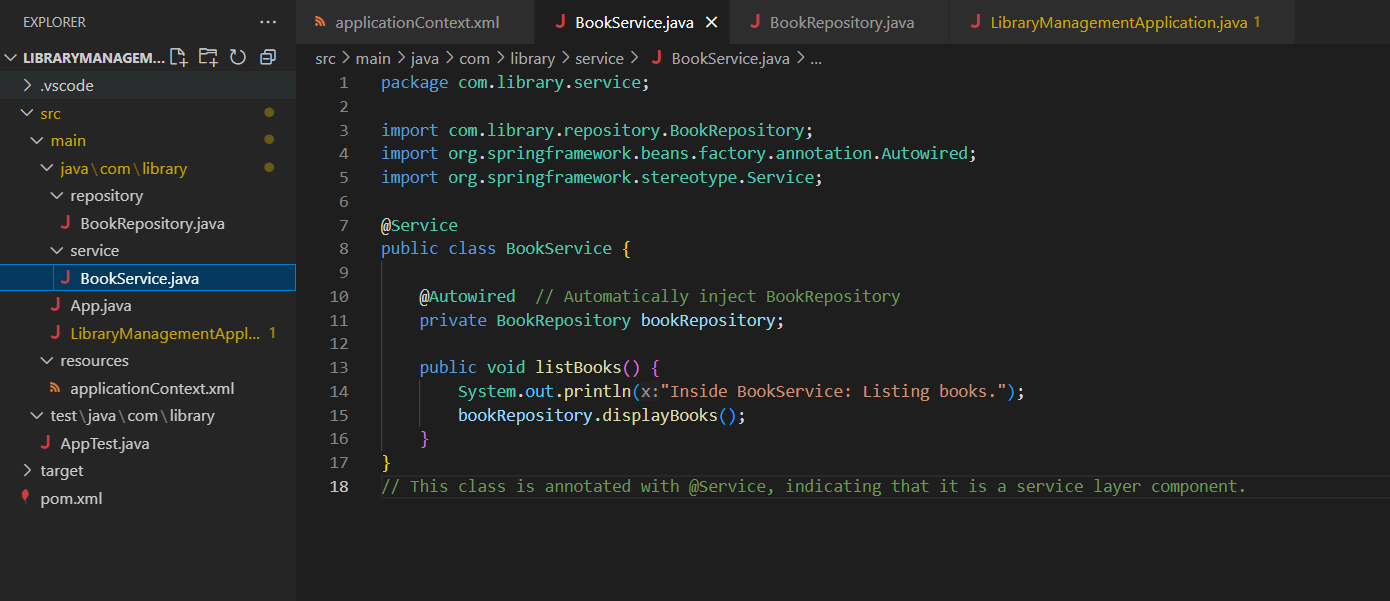 EXPLORER
LIBRARYMANAGEM...
.vscode
src
main
java\com\library
repository
BookRepository.java
service
BookService.java
App.java
LibraryManagementAppl... 1
resources
applicationContext.xml
test\java\com\library
AppTest.java
target
pom.xml
applicationContext.xml
BookService.java
BookRepository.java
LibraryManagementApplication.java 1
src > main > java > com > library > service > BookService.java > ...
1 package com.library.service;
2
3 import com.library.repository.BookRepository;
4 import org.springframework.beans.factory.annotation.Autowired;
5 import org.springframework.stereotype.Service;
6
7 @Service
8 public class BookService {
9
10 @Autowired // Automatically inject BookRepository
11 private BookRepository bookRepository;
12
13 public void listBooks() {
14 System.out.println(x:"Inside BookService: Listing books.");
15 bookRepository.displayBooks();
16 }
17 }
18 // This class is annotated with @Service, indicating that it is a service layer component.